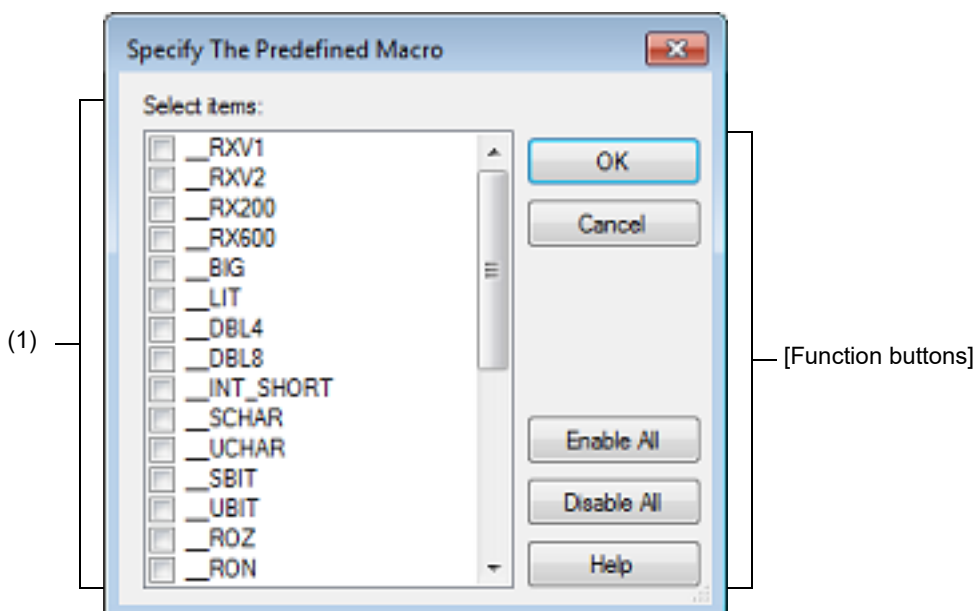 Specify The Predefined Macro
Select items:
__RXV1
__RXV2
__RX200
__RX600
__BIG
__LIT
__DBL4
__DBL8
__INT_SHORT
__SCHAR
__UCHAR
__SBIT
__UBIT
__ROZ
__RON
OK
Cancel
Enable All
Disable All
Help
(1)
[Function buttons]